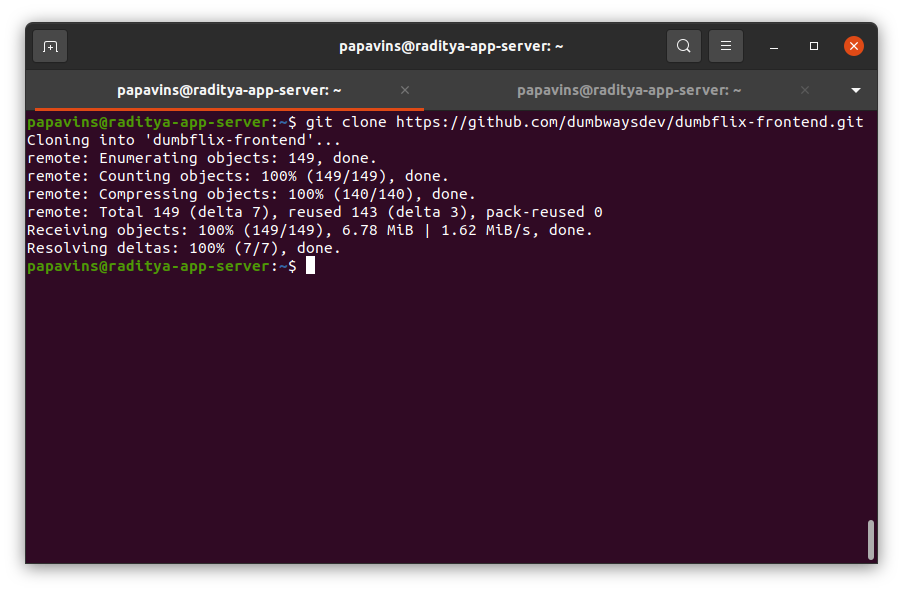 papavins@raditya-app-server: ~
papavins@raditya-app-server: ~
papavins@raditya-app-server: ~
papavins@raditya-app-server:~$ git clone https://github.com/dumbwaysdev/dumbflix-frontend.git
Cloning into 'dumbflix-frontend'...
remote: Enumerating objects: 149, done.
remote: Counting objects: 100% (149/149), done.
remote: Compressing objects: 100% (140/140), done.
remote: Total 149 (delta 7), reused 143 (delta 3), pack-reused 0
Receiving objects: 100% (149/149), 6.78 MiB | 1.62 MiB/s, done.
Resolving deltas: 100% (7/7), done.
papavins@raditya-app-server:~$